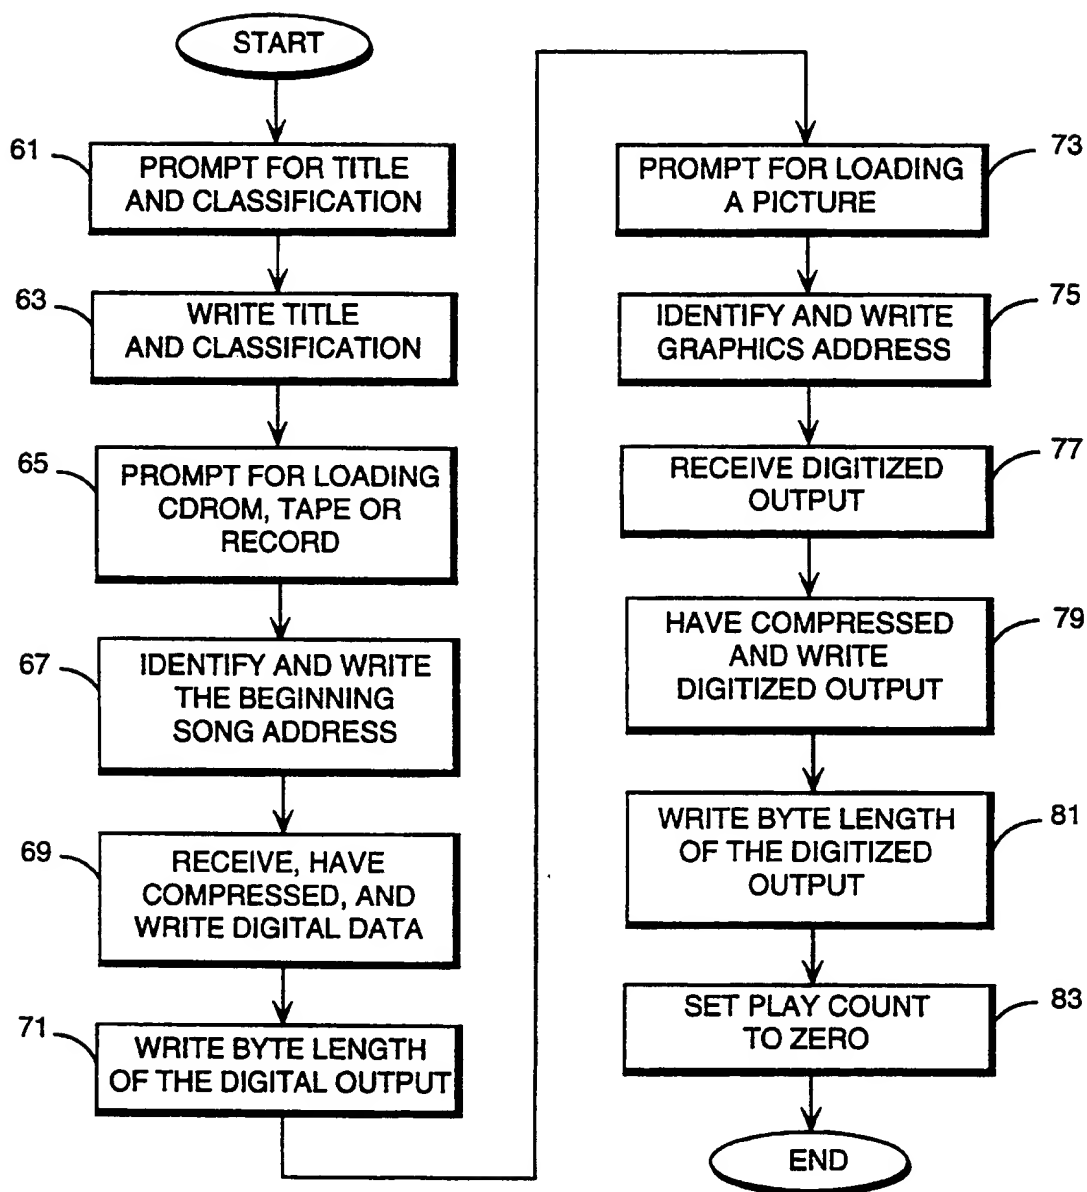 START
61
PROMPT FOR TITLE
AND CLASSIFICATION
63
WRITE TITLE
AND CLASSIFICATION
65
PROMPT FOR LOADING
CDROM, TAPE OR
RECORD
67
IDENTIFY AND WRITE
THE BEGINNING
SONG ADDRESS
69
RECEIVE, HAVE
COMPRESSED, AND
WRITE DIGITAL DATA
71
WRITE BYTE LENGTH
OF THE DIGITAL OUTPUT
73
PROMPT FOR LOADING
A PICTURE
75
IDENTIFY AND WRITE
GRAPHICS ADDRESS
77
RECEIVE DIGITIZED
OUTPUT
79
HAVE COMPRESSED
AND WRITE
DIGITIZED OUTPUT
81
WRITE BYTE LENGTH
OF THE DIGITIZED
OUTPUT
83
SET PLAY COUNT
TO ZERO
END